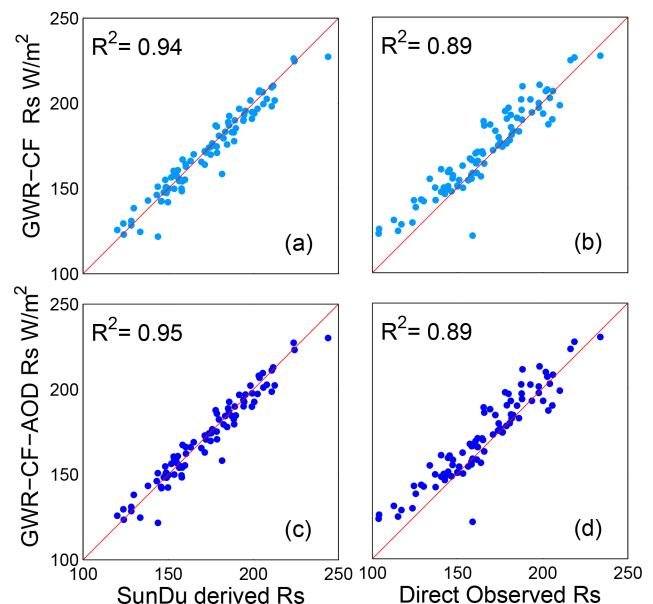 250
R²= 0.94
R²= 0.89
200
GWR−CF Rs W/m²
150
(a)
(b)
100
250
R²= 0.95
R²= 0.89
200
GWR−CF−AOD Rs W/m²
150
(c)
(d)
100
100 150 200 250 100 150 200 250
SunDu derived Rs
Direct Observed Rs